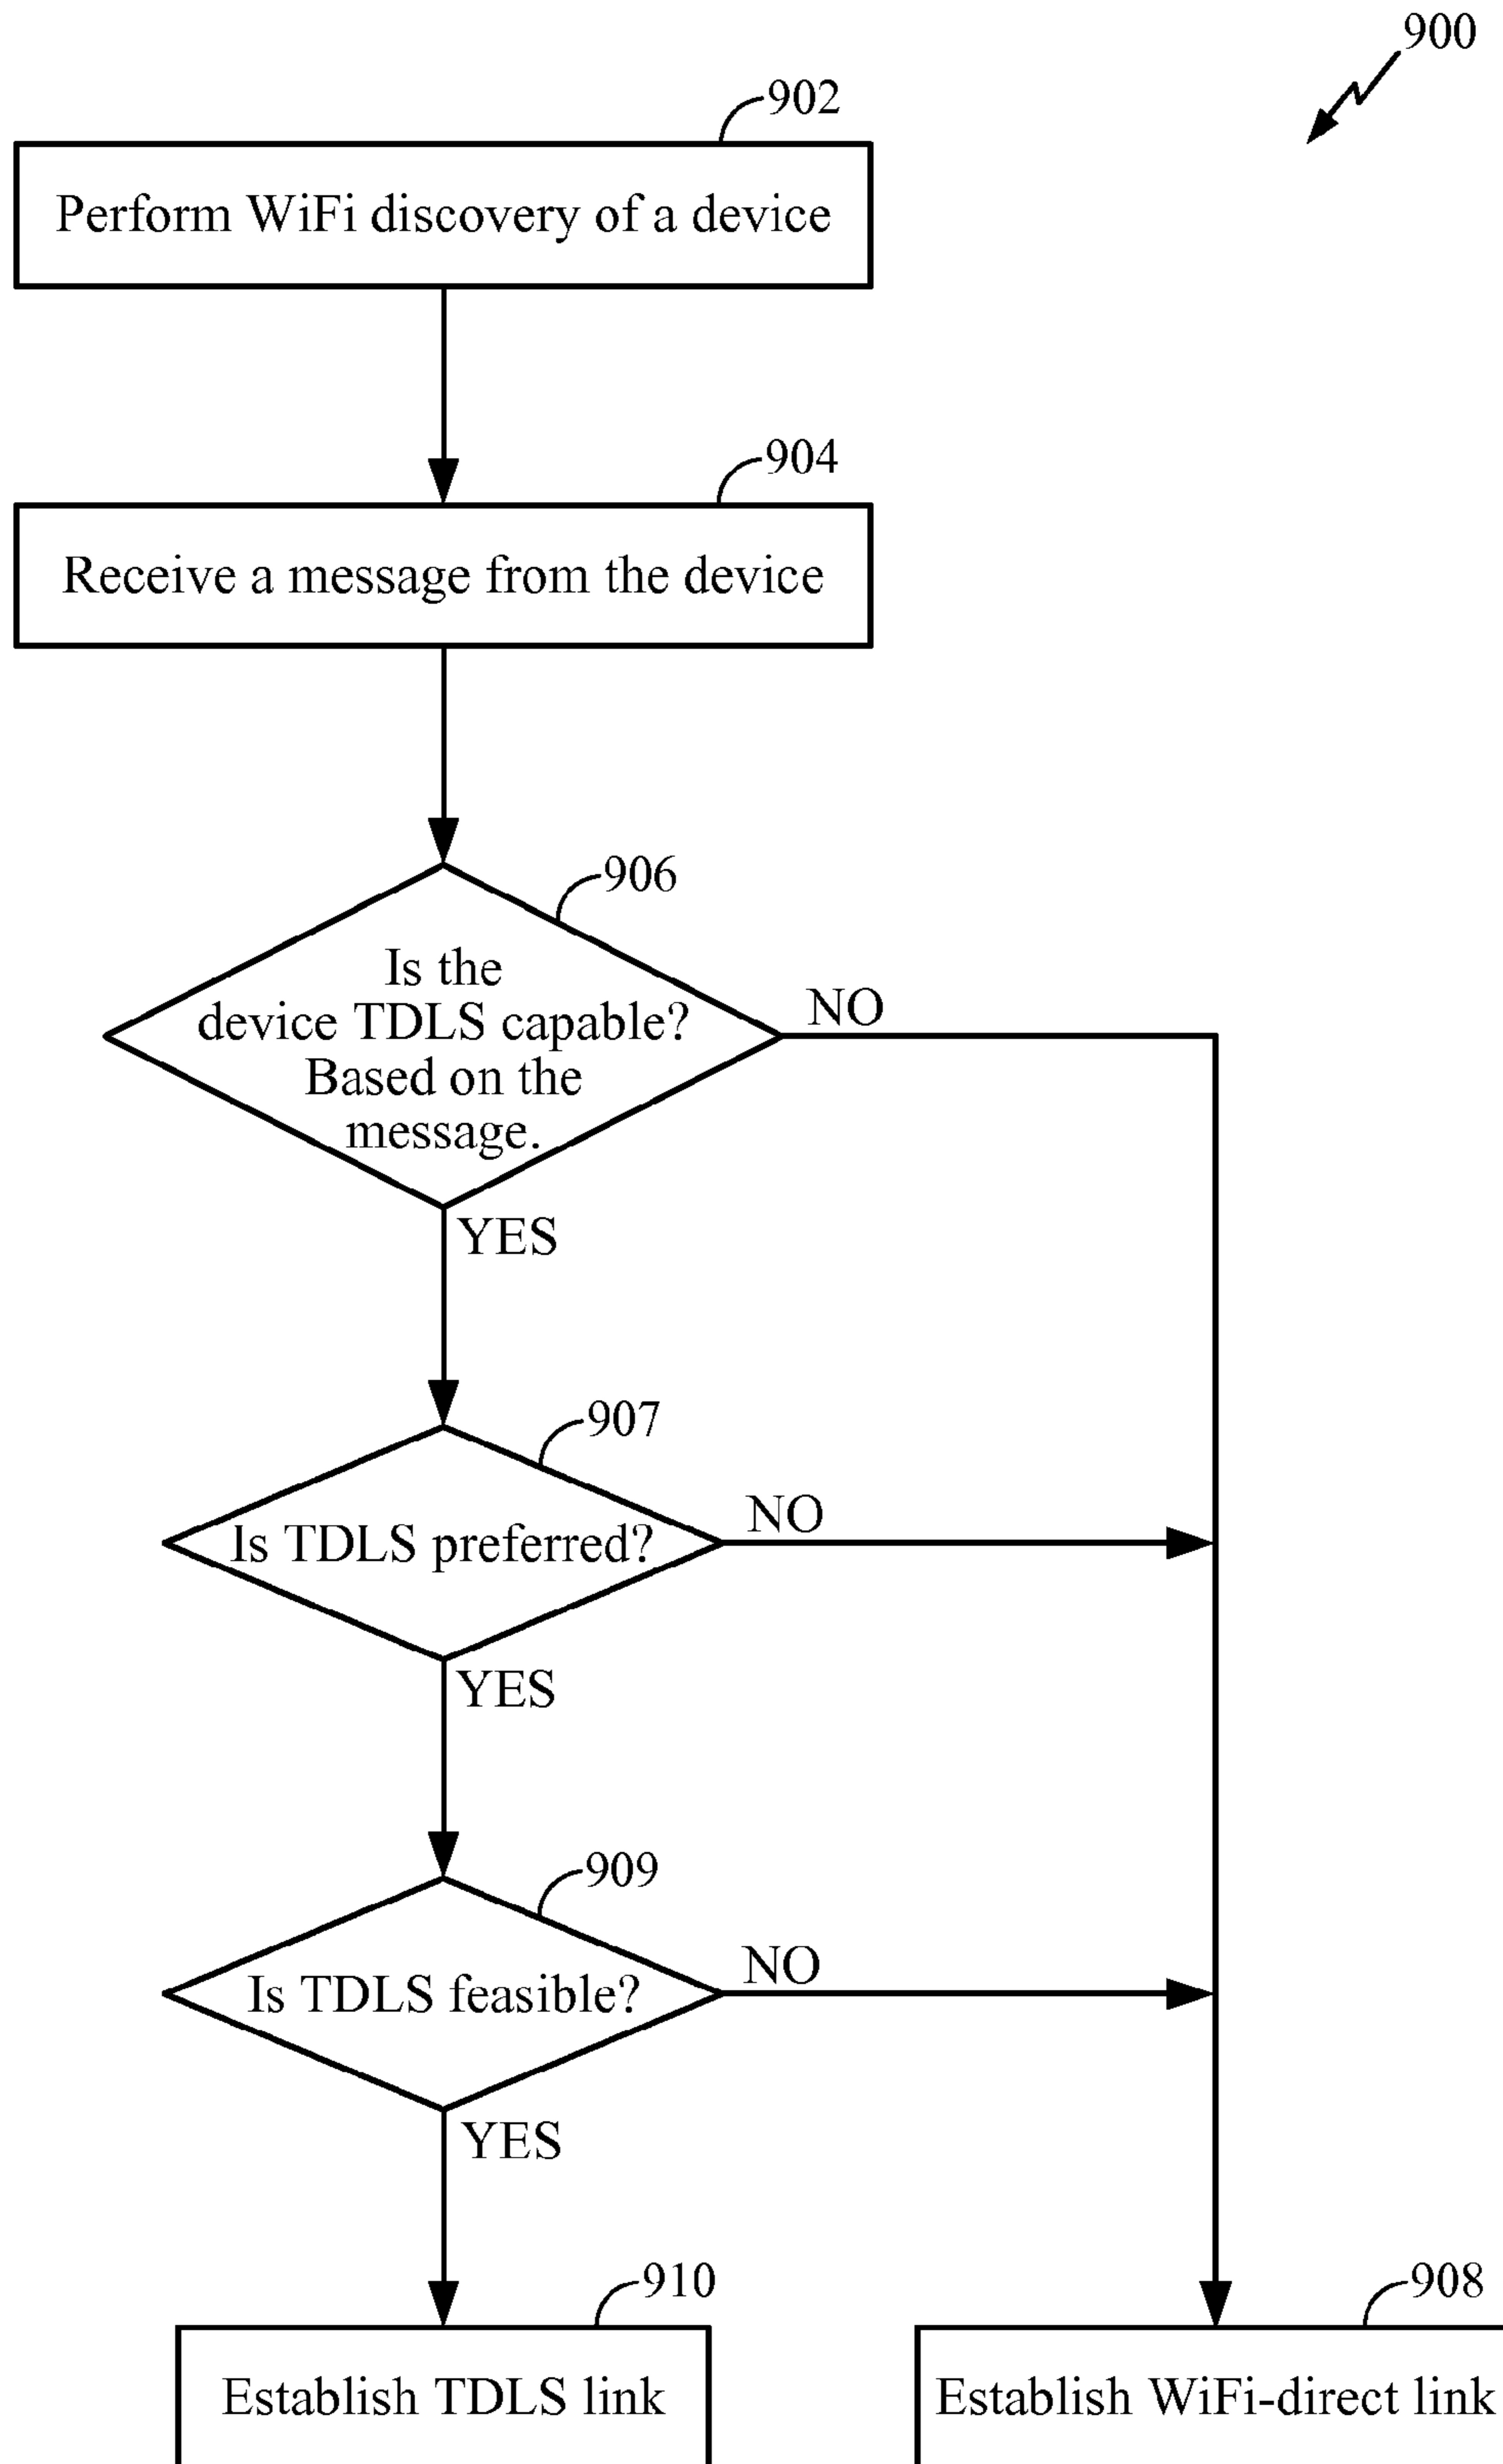 900
902
Perform WiFi discovery of a device
904
Receive a message from the device
906
Is the
device TDLS capable?
Based on the
message.
NO
YES
907
Is TDLS preferred?
NO
YES
909
Is TDLS feasible?
NO
YES
910
Establish TDLS link
908
Establish WiFi-direct link